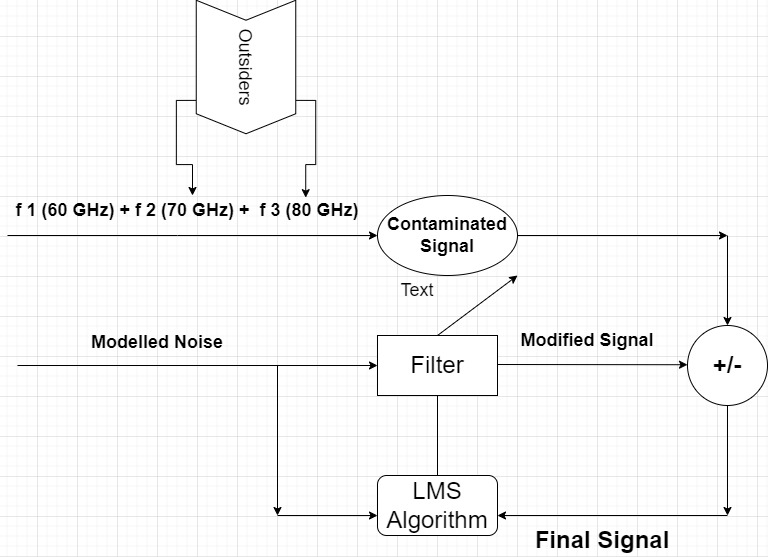 Outsiders
f 1 (60 GHz) + f 2 (70 GHz) + f 3 (80 GHz)
Contaminated
Signal
Text
Modelled Noise
Filter
Modified Signal
+/-
LMS
Algorithm
Final Signal